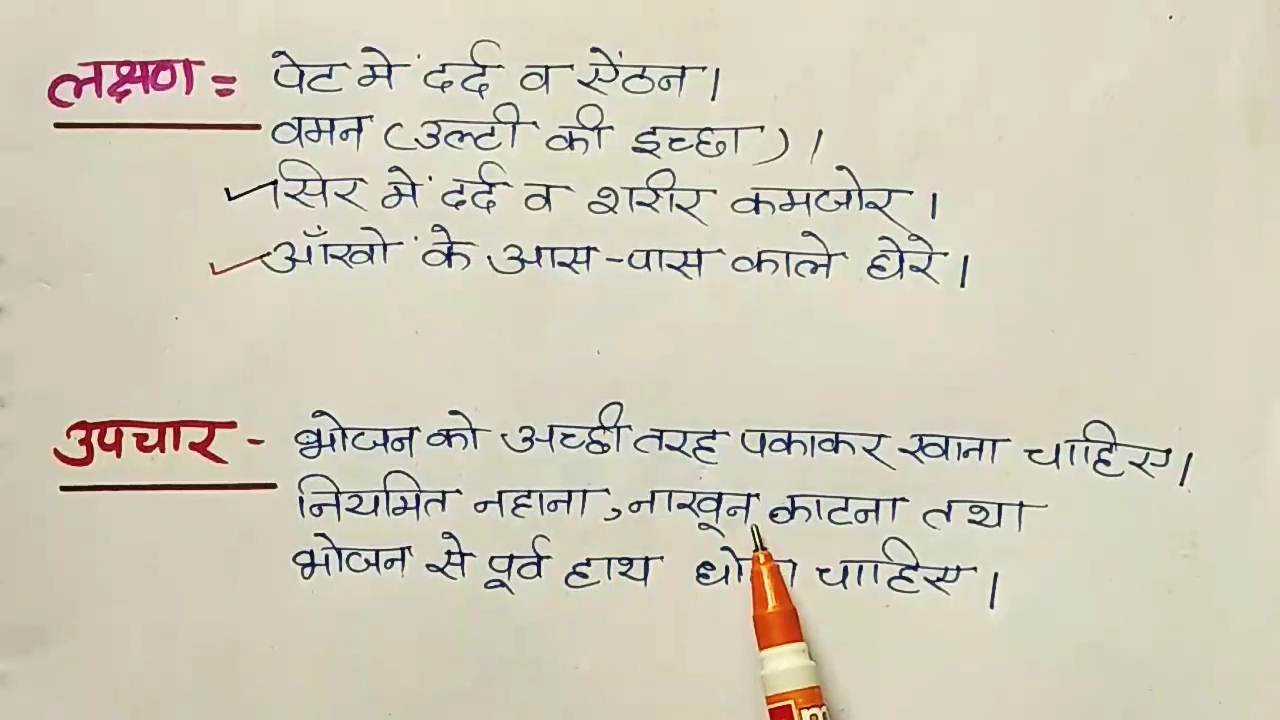 लक्षण = पेट में दर्द व ऐंठन।
वमन (उल्टी की इच्छा)।
सिर में दर्द व शरीर कमजोर।
आँखों के आस-पास काले घेरे।
उपचार - भोजन को अच्छी तरह पकाकर खाना चाहिए।
नियमित नहाना, नाखून काटना तथा
भोजन से पूर्व हाथ चाहिए।
m